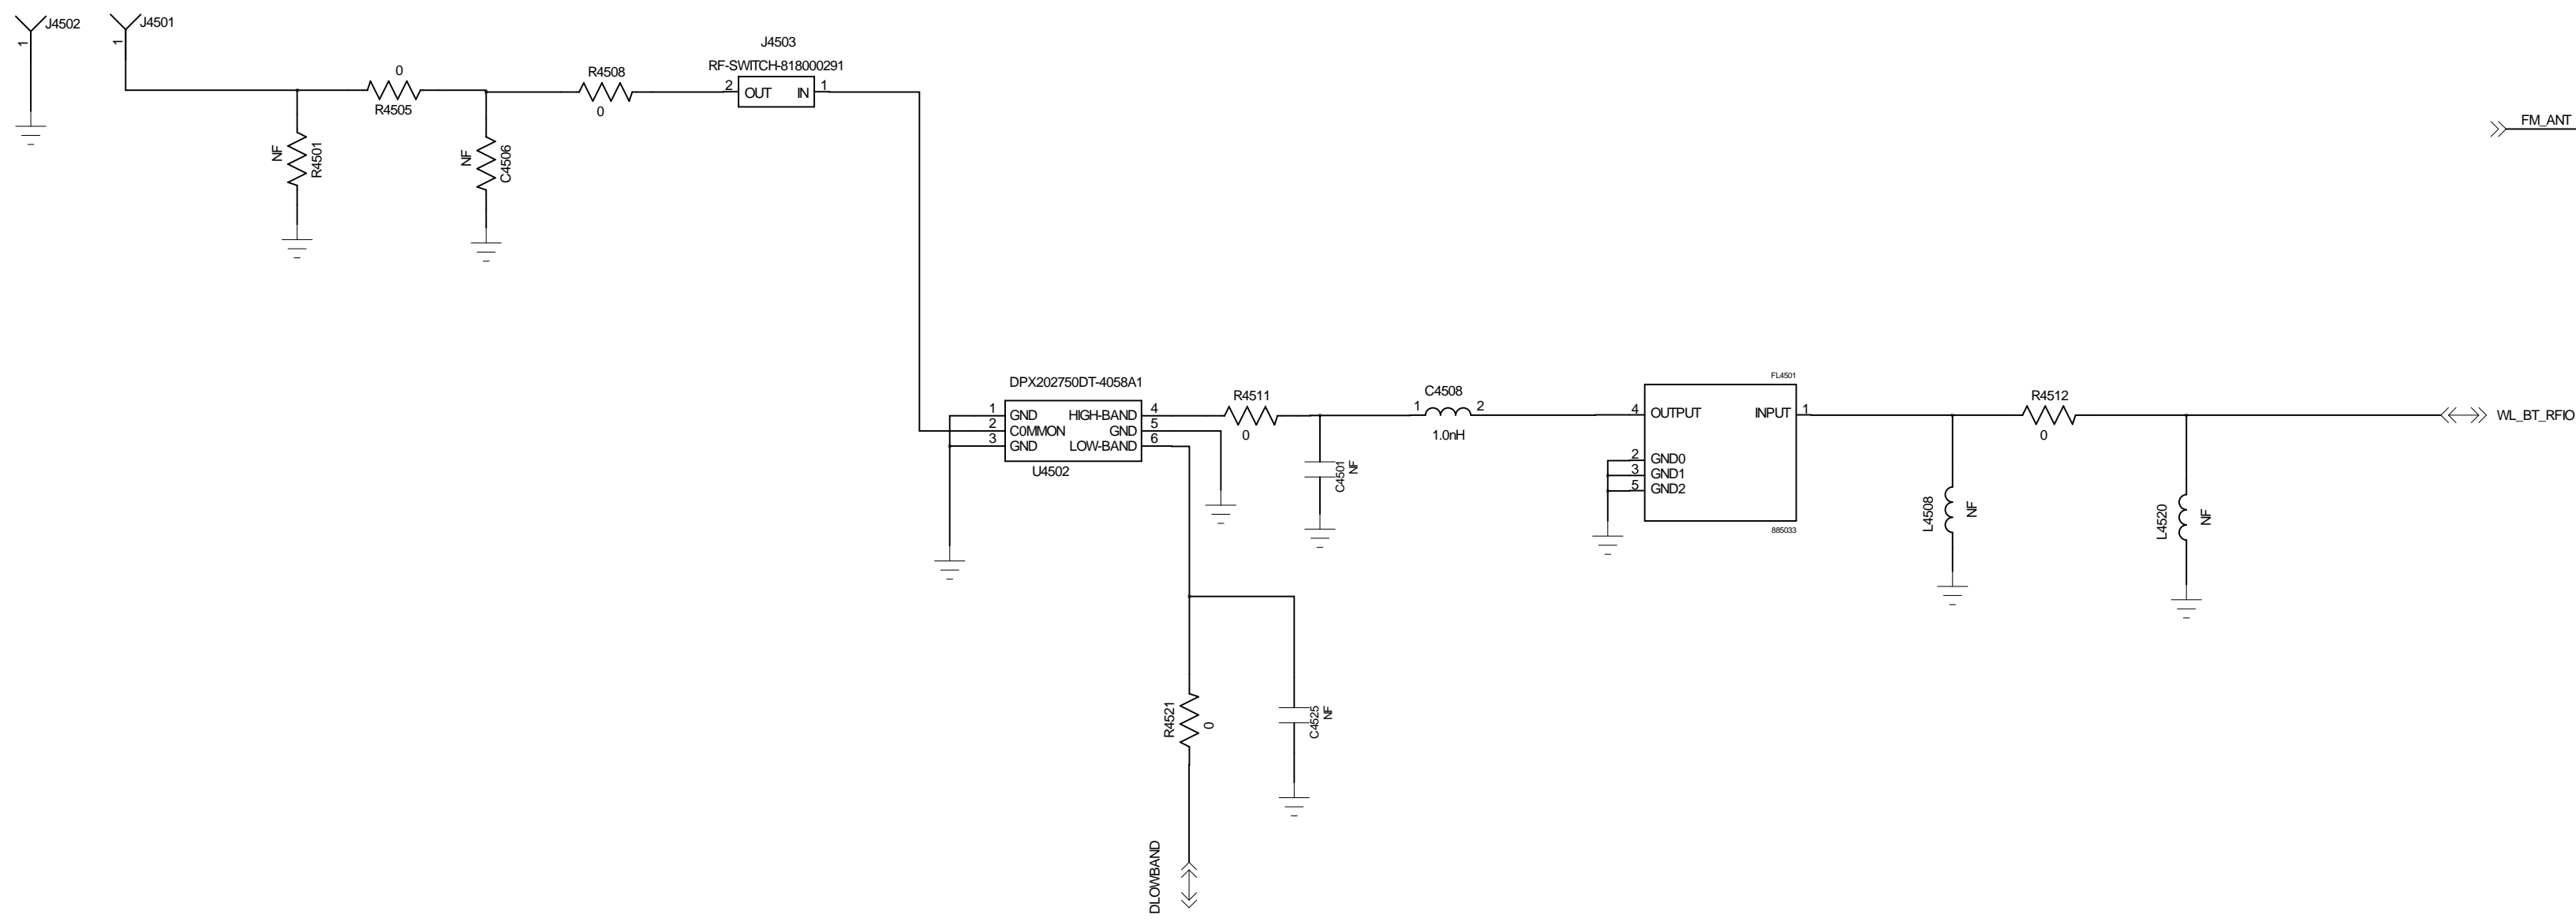 J4502
1
J4501
1
0
R4505
NF
R4501
NF
C4506
R4508
0
J4503
RF-SWITCH-818000291
2 OUT IN 1
FM_ANT
DPX202750DT-4058A1
1 GND HIGH-BAND 4
2 C0MMON GND 5
3 GND LOW-BAND 6
U4502
R4511
0
C4501
NF
C4508
1 2
1.0nH
FL4501
4 OUTPUT INPUT 1
2 GND0
3 GND1
5 GND2
885033
R4512
0
L4508
NF
L4520
NF
WL_BT_RFIO
R4521
0
C4525
NF
DLOWBAND